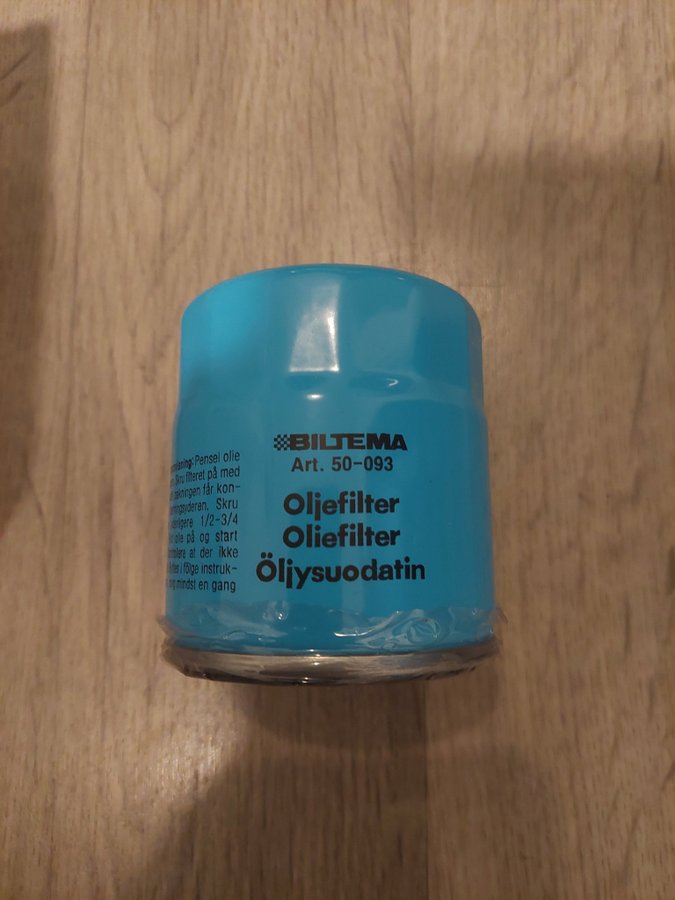 BILTEMA
Art. 50-093
Oljefilter
Oliefilter
Öljysuodatin
Pensel olie
Skru filteret på med
får kon-
Skru
1/2-3/4
olie på og start
at der ikke
i følge instruk-
mindst en gang